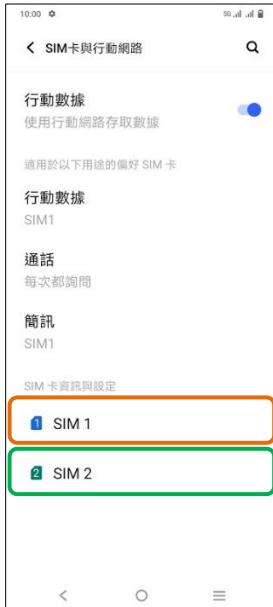 10:00
5G
SIM卡與行動網路
行動數據
使用行動網路存取數據
適用於以下用途的偏好 SIM 卡
行動數據
SIM1
通話
每次都詢問
簡訊
SIM1
SIM 卡資訊與設定
1 SIM 1
2 SIM 2